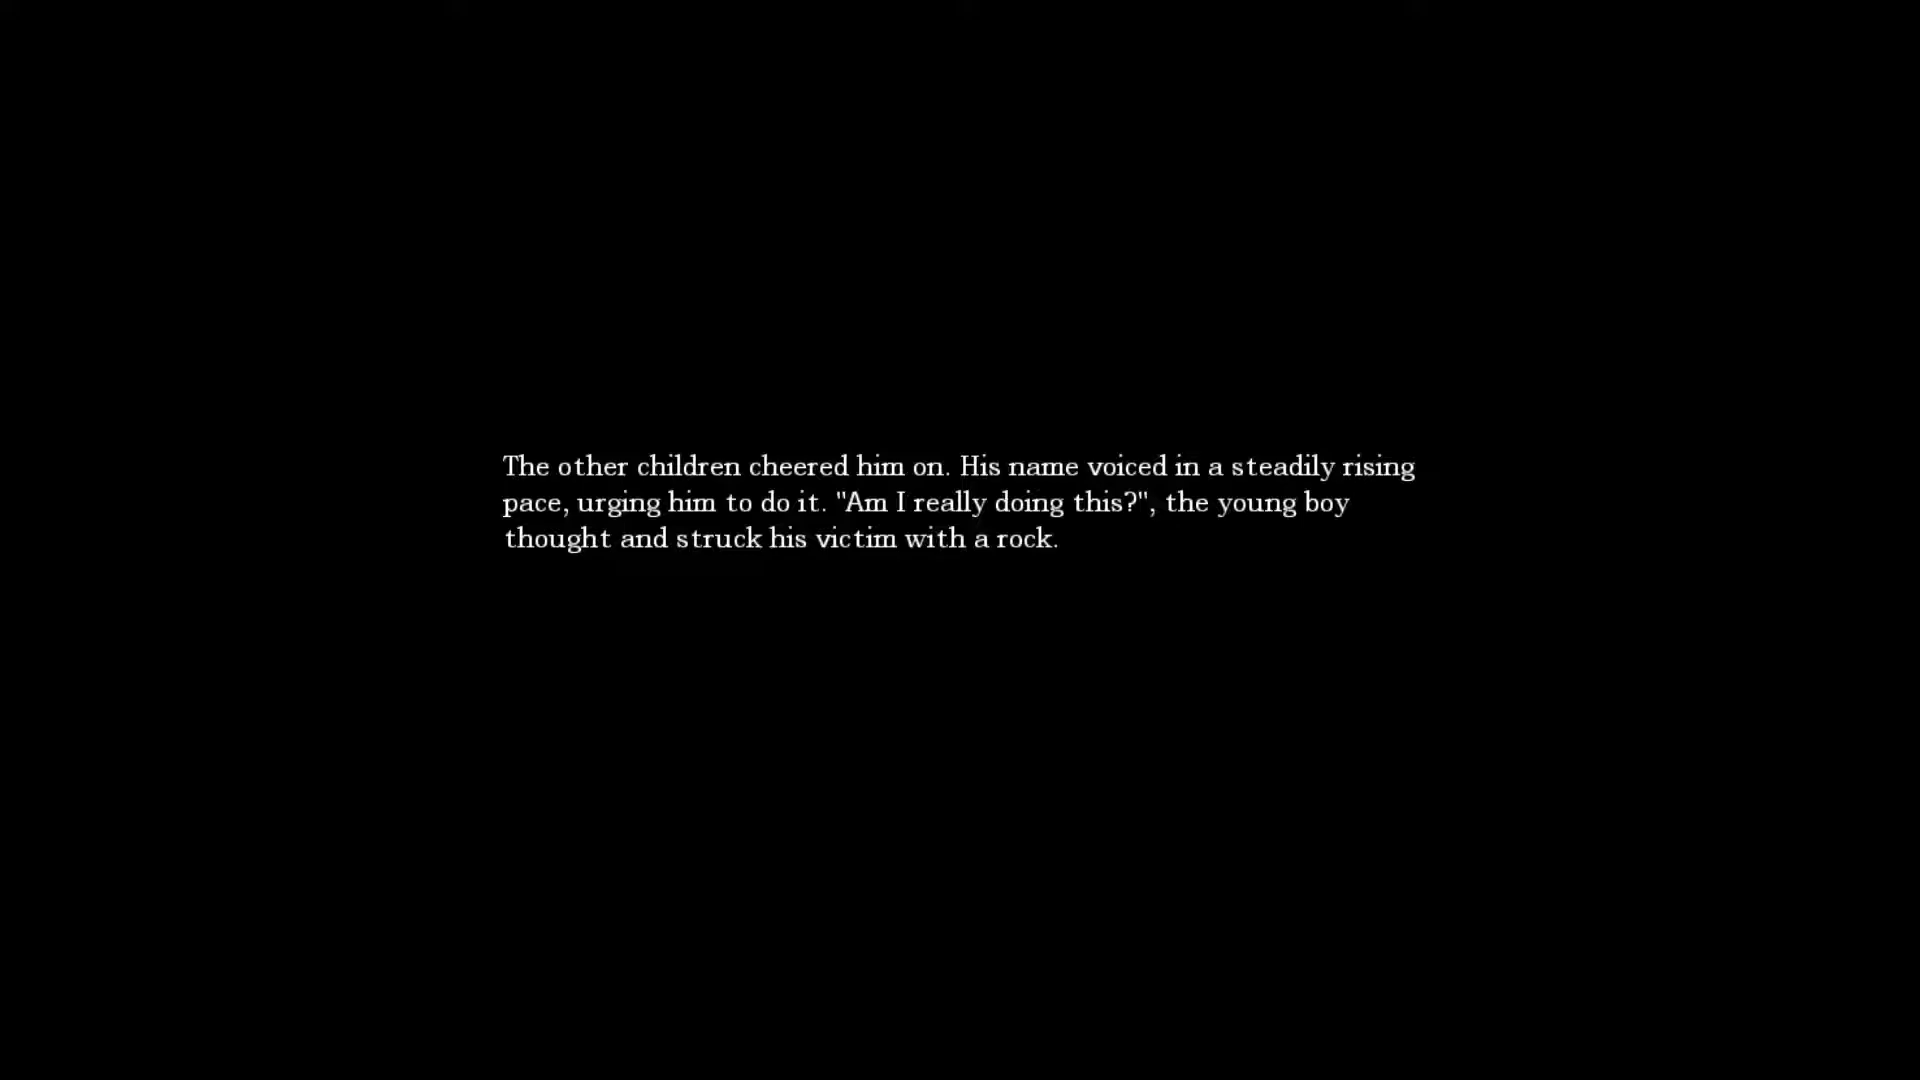 The other children cheered him on. His name voiced in a steadily rising
pace, urging him to do it. "Am I really doing this?", the young boy
thought and struck his victim with a rock.